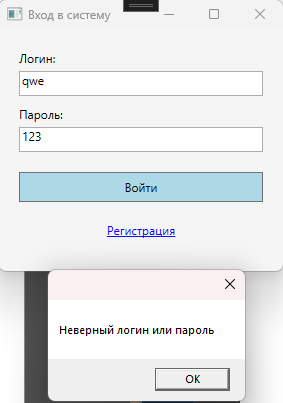 Вход в систему
Логин:
qwe
Пароль:
123
Войти
Регистрация
Неверный логин или пароль
OK